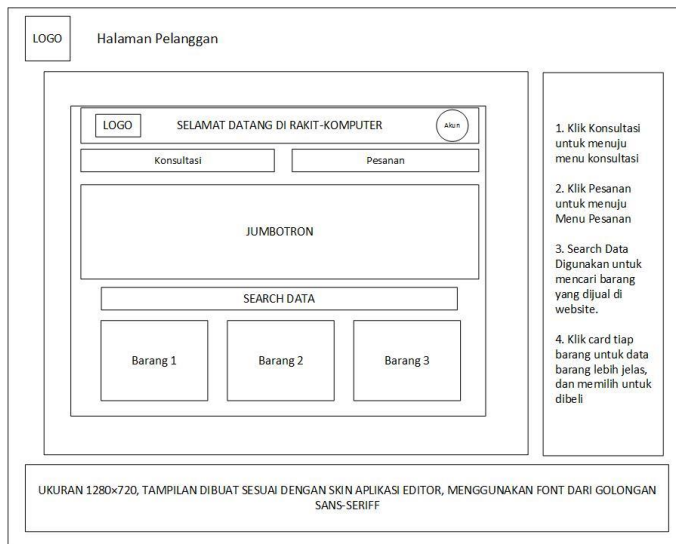 LOGO
Halaman Pelanggan
LOGO
SELAMAT DATANG DI RAKIT-KOMPUTER
Akun
Konsultasi
Pesanan
JUMBOTRON
SEARCH DATA
Barang 1
Barang 2
Barang 3
1. Klik Konsultasi
untuk menuju
menu konsultasi
2. Klik Pesanan
untuk menuju
Menu Pesanan
3. Search Data
Digunakan untuk
mencari barang
yang dijual di
website.
4. Klik card tiap
barang untuk data
barang lebih jelas,
dan memilih untuk
dibeli
UKURAN 1280×720, TAMPILAN DIBUAT SESUAI DENGAN SKIN APLIKASI EDITOR, MENGGUNAKAN FONT DARI GOLONGAN
SANS-SERIFF